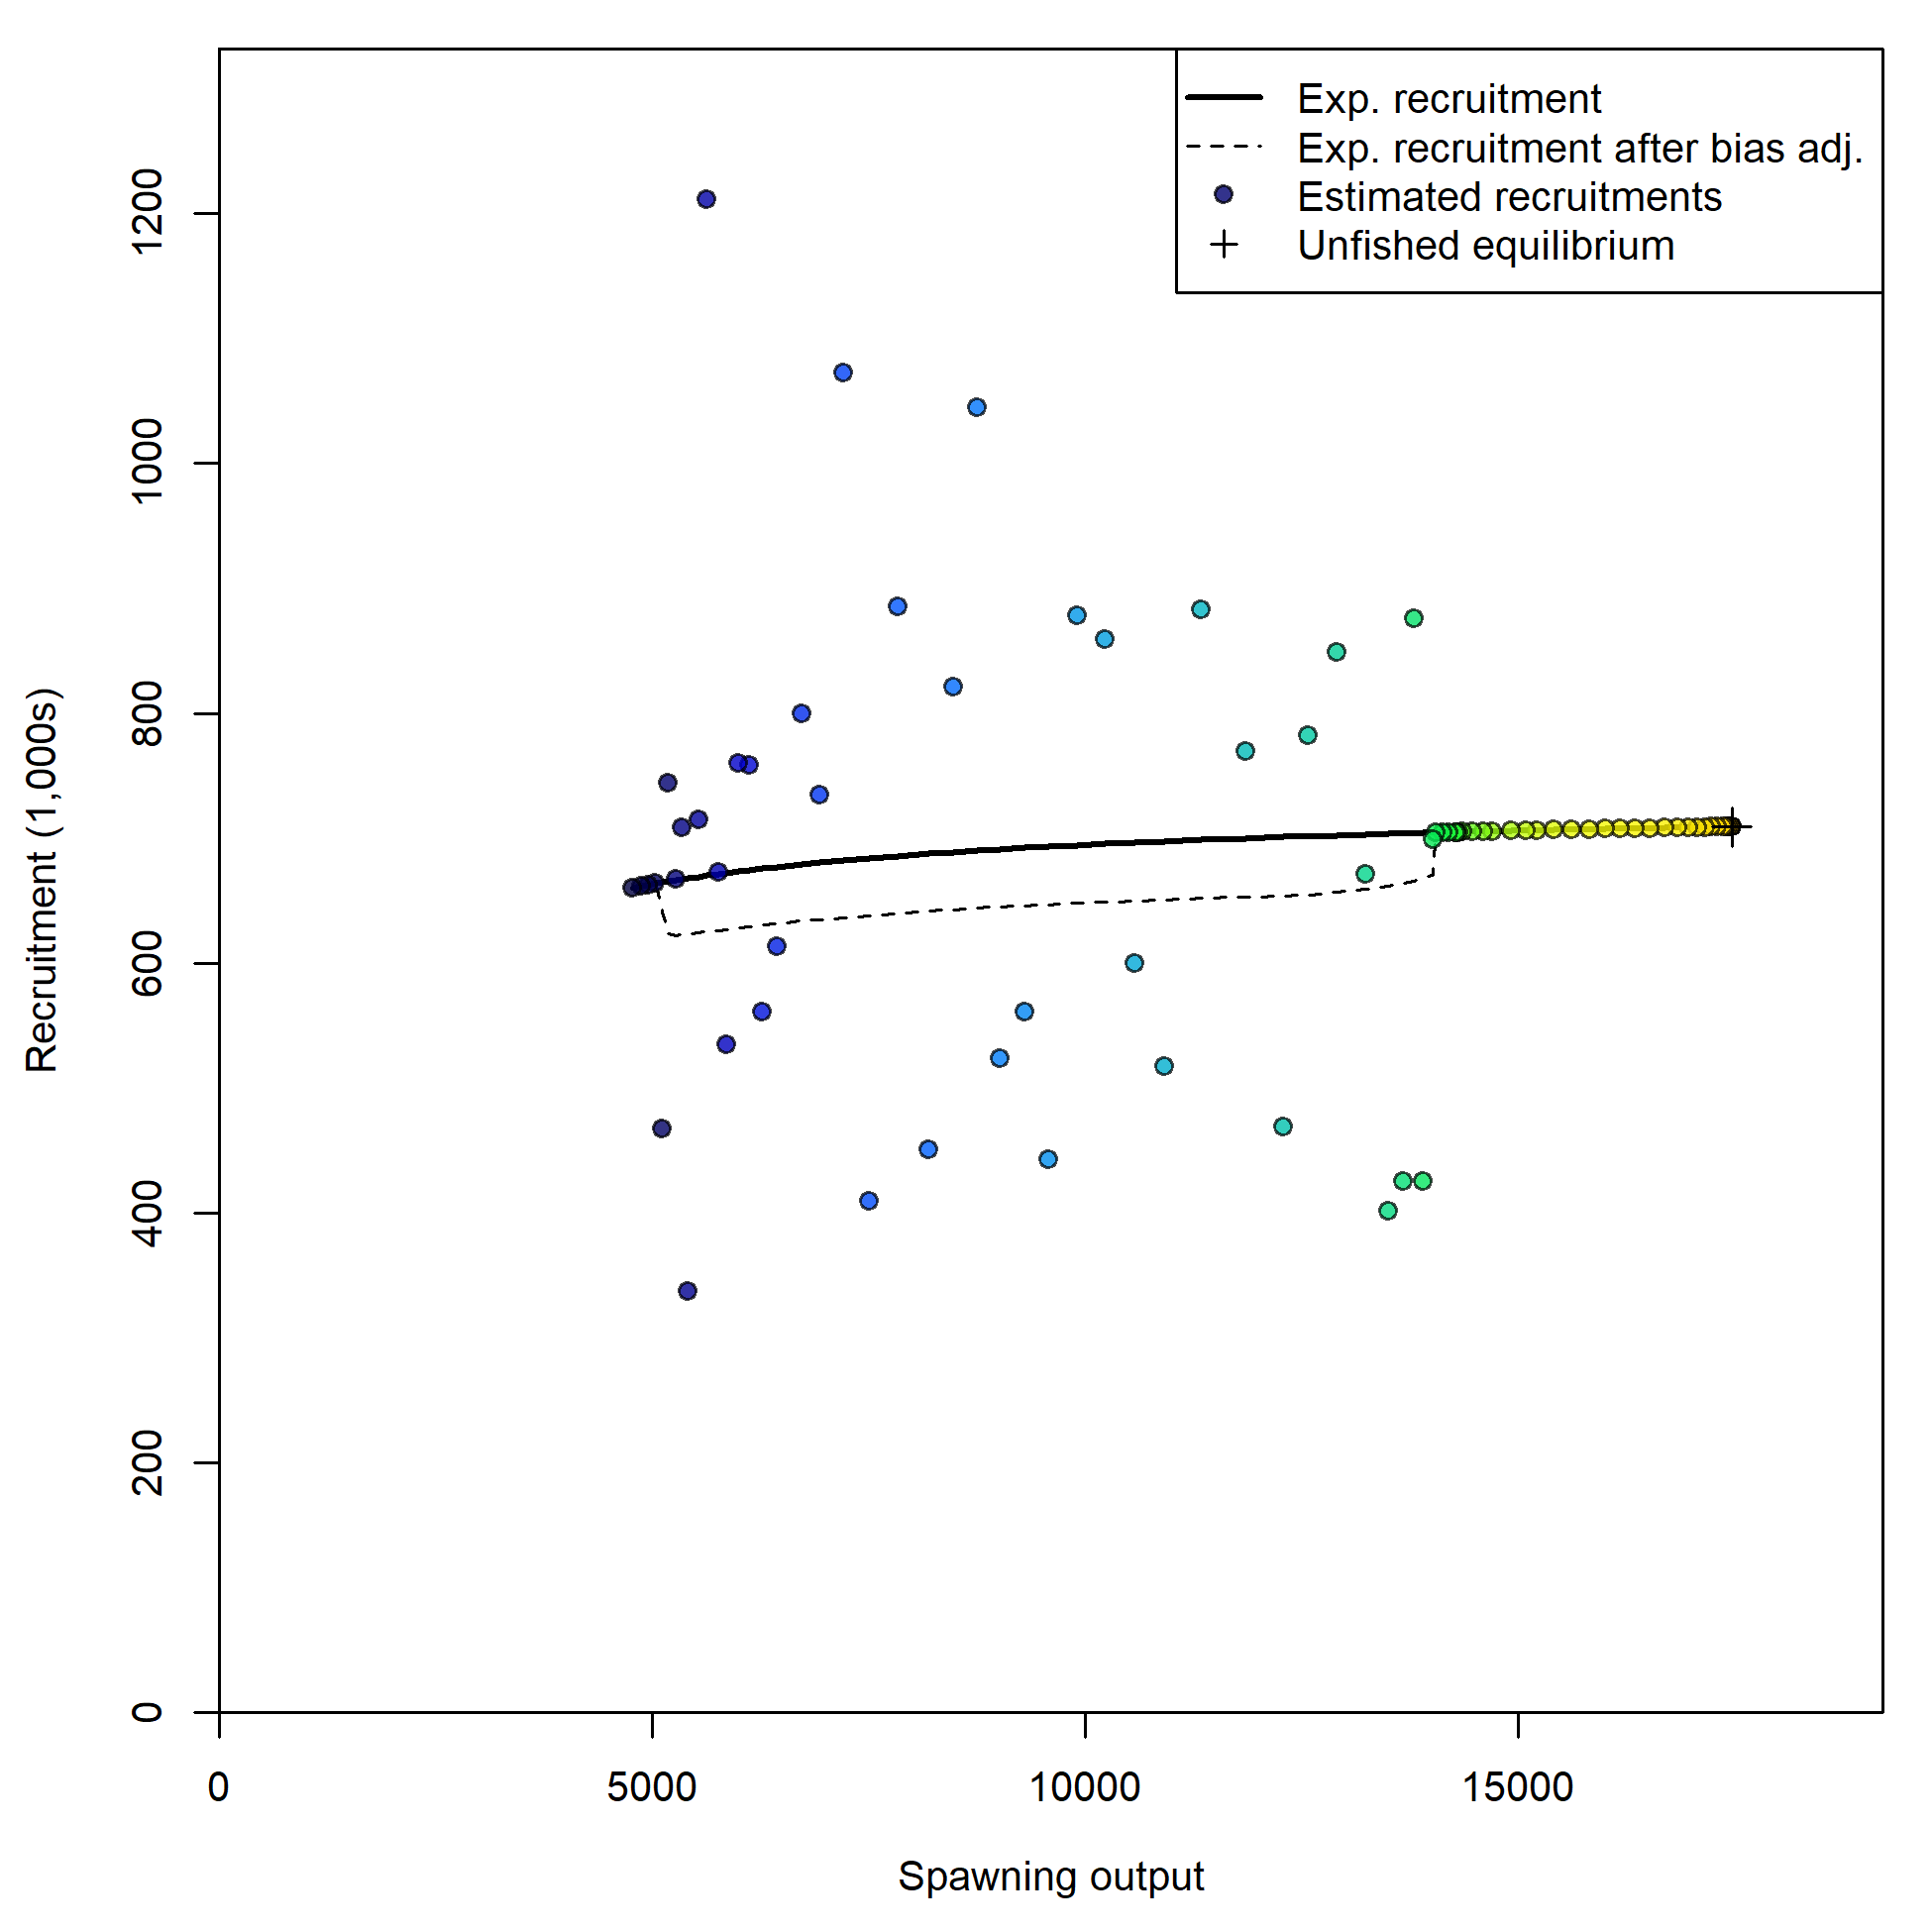 Exp. recruitment
Exp. recruitment after bias adj.
Estimated recruitments
Unfished equilibrium
Recruitment (1,000s)
1200
1000
800
600
400
200
0
0 5000 10000 15000
Spawning output